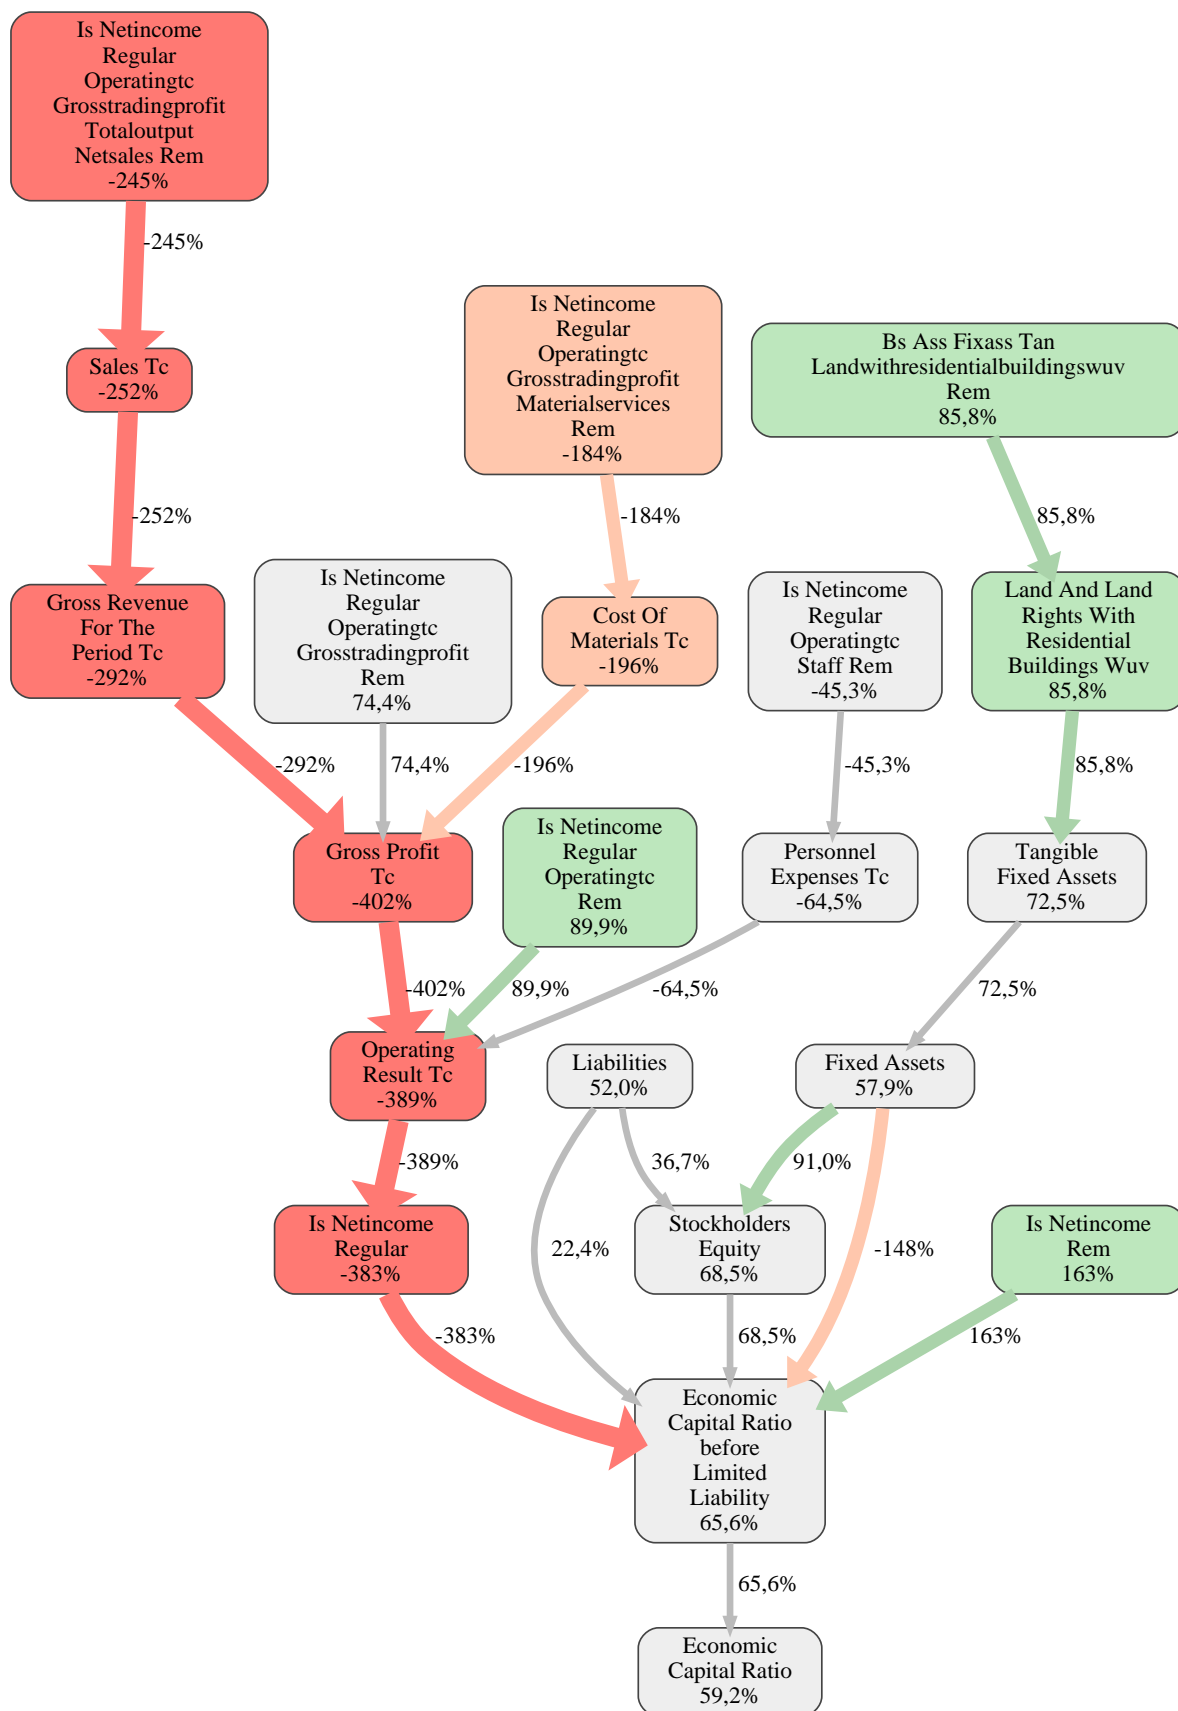 Is Netincome
Regular
Operatingtc
Grosstradingprofit
Totaloutput
Netsales Rem
-245%
-245%
Sales Tc
-252%
Is Netincome
Regular
Operatingtc
Grosstradingprofit
Materialservices
Rem
-184%
Bs Ass Fixass Tan
Landwithresidentialbuildingswuv
Rem
85,8%
-252%
-184%
85,8%
Gross Revenue
For The
Period Tc
-292%
Is Netincome
Regular
Operatingtc
Grosstradingprofit
Rem
74,4%
Cost Of
Materials Tc
-196%
Is Netincome
Regular
Operatingtc
Staff Rem
-45,3%
Land And Land
Rights With
Residential
Buildings Wuv
85,8%
-292%
74,4%
-196%
-45,3%
85,8%
Gross Profit
Tc
-402%
Is Netincome
Regular
Operatingtc
Rem
89,9%
Personnel
Expenses Tc
-64,5%
Tangible
Fixed Assets
72,5%
-402%
89,9%
-64,5%
72,5%
Operating
Result Tc
-389%
Liabilities
52,0%
Fixed Assets
57,9%
-389%
36,7%
91,0%
Is Netincome
Regular
-383%
22,4%
Stockholders
Equity
68,5%
-148%
Is Netincome
Rem
163%
-383%
68,5%
163%
Economic
Capital Ratio
before
Limited
Liability
65,6%
65,6%
Economic
Capital Ratio
59,2%